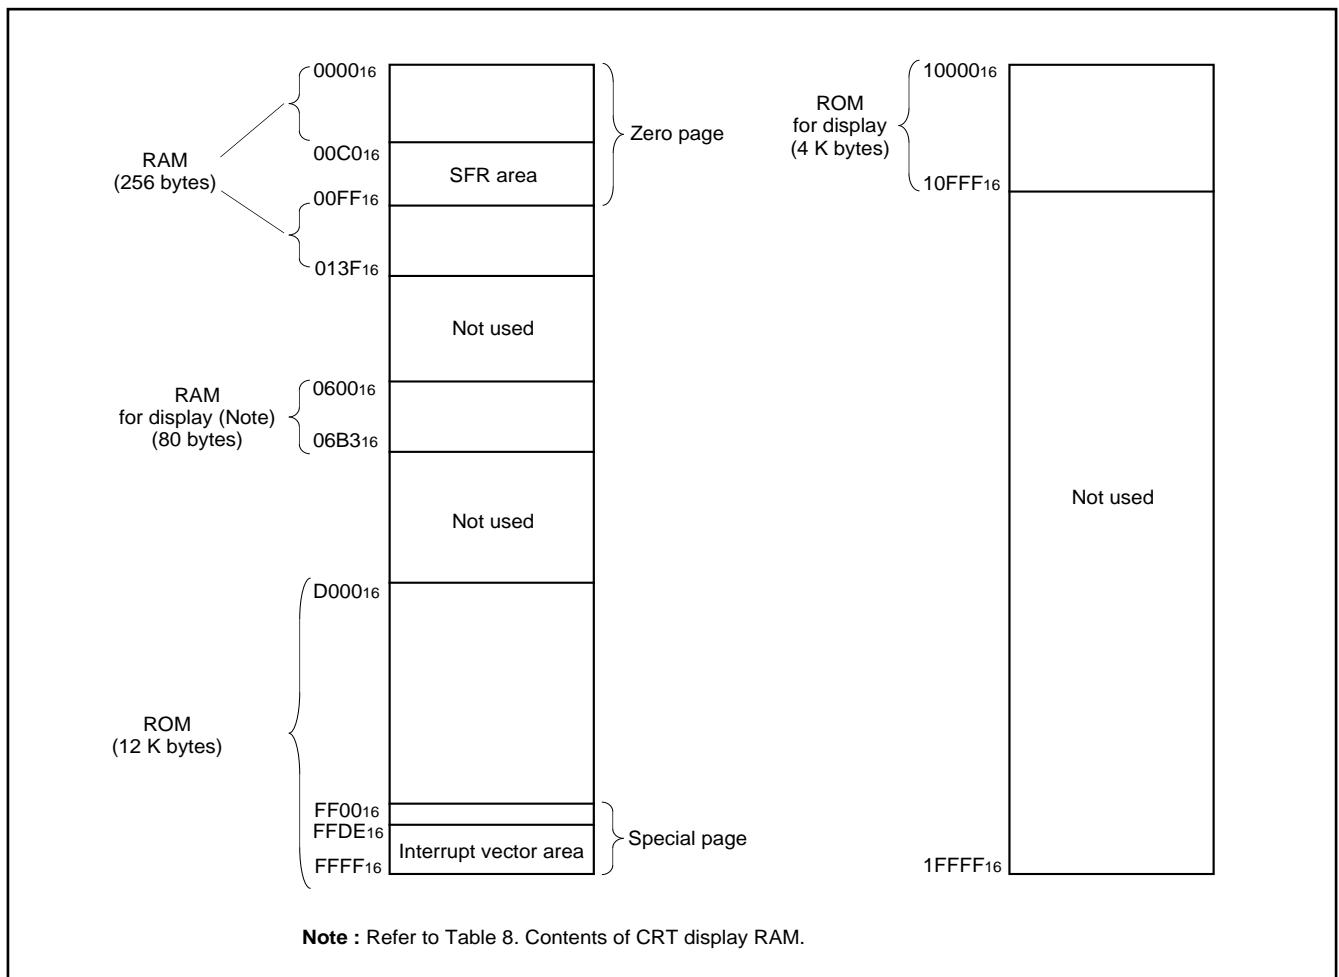 0000₁₆
00C0₁₆
SFR area
Zero page
RAM
(256 bytes)
00FF₁₆
013F₁₆
Not used
0600₁₆
RAM
for display (Note)
(80 bytes)
06B3₁₆
Not used
D000₁₆
ROM
(12 K bytes)
FF00₁₆
FFDE₁₆
Interrupt vector area
Special page
FFFF₁₆
10000₁₆
ROM
for display
(4 K bytes)
10FFF₁₆
Not used
1FFFF₁₆
Note : Refer to Table 8. Contents of CRT display RAM.